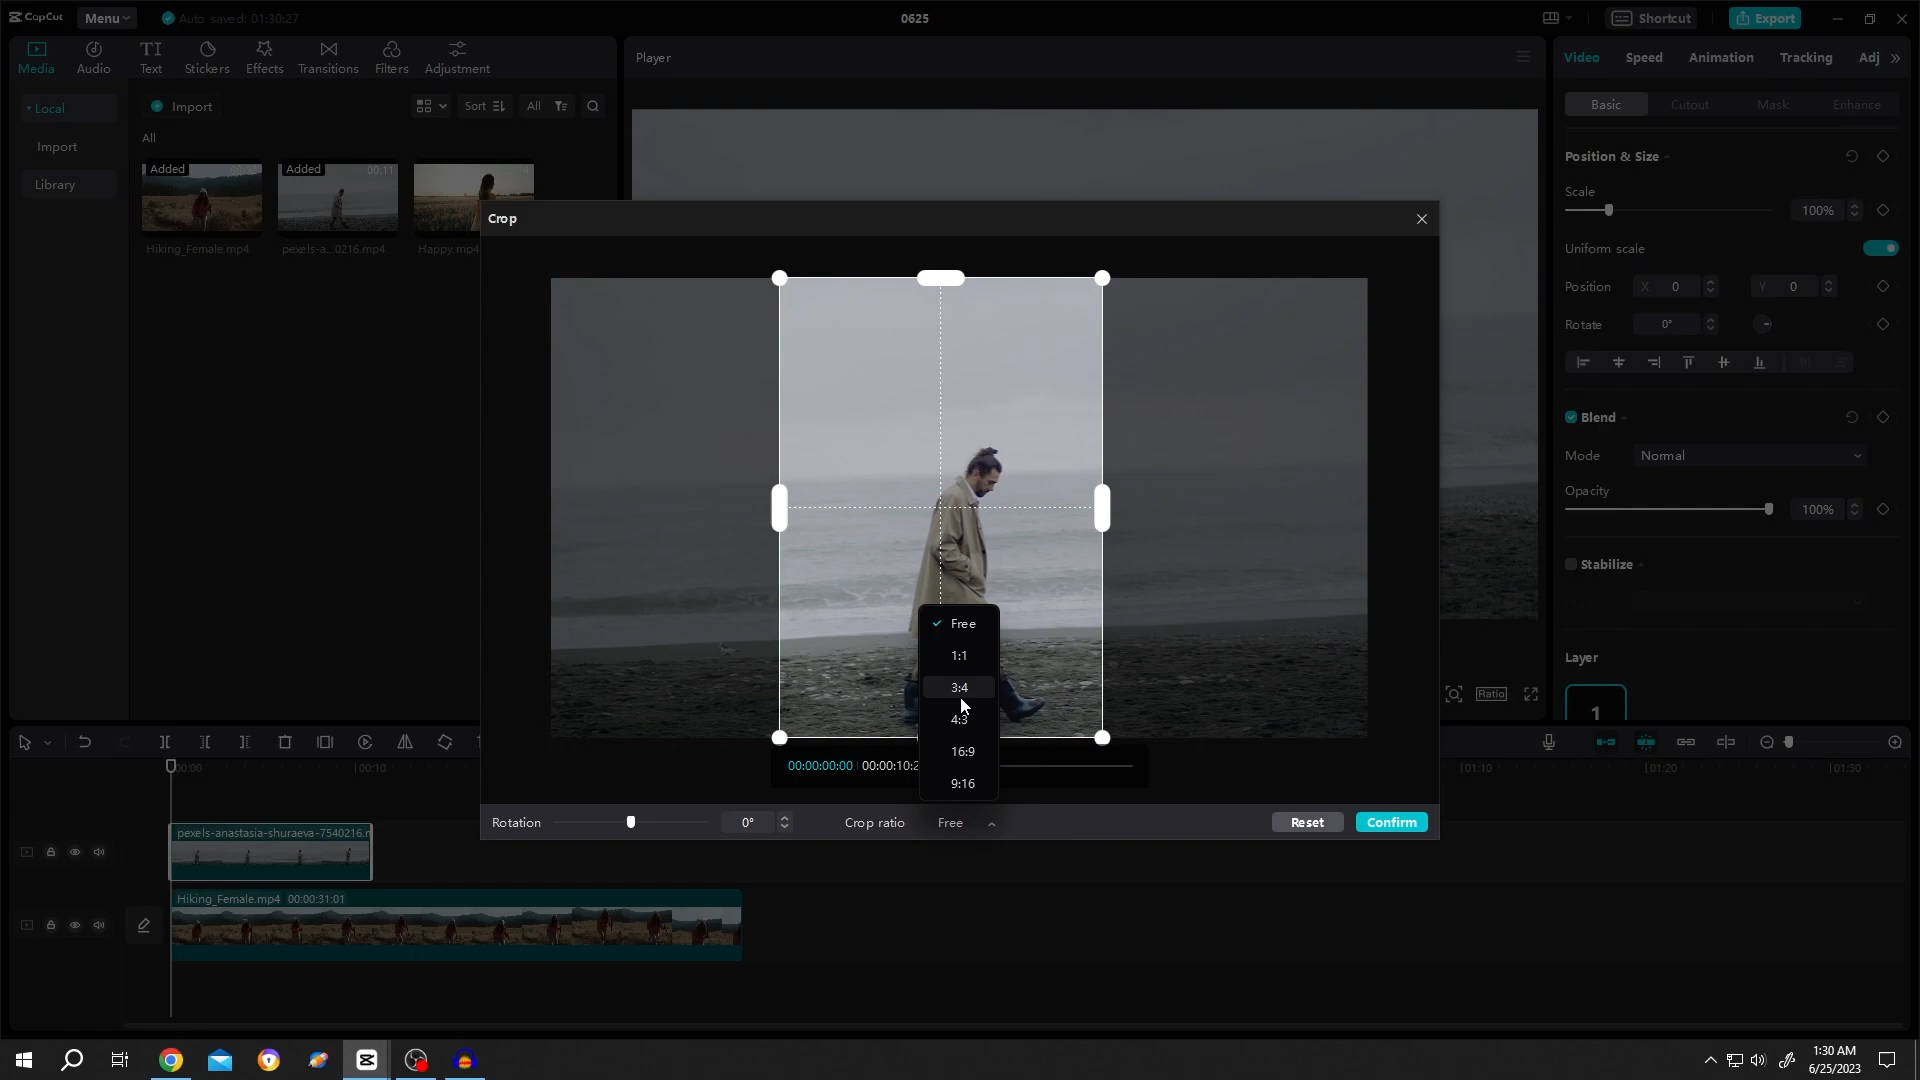 CapCut
Menu
Auto saved: 01:30:27
0625
Shortcut
Export
Media
Audio
TI
Text
Stickers
Effects
Transitions
Filters
Adjustment
Player
Video
Speed
Animation
Tracking
Adj
Local
Import
Library
Import
Sort
All
All
Added
Added
00:11
Hiking_Female.mp4
pexels-a...0216.mp4
Happy.mp4
Basic
Cutout
Mask
Enhance
Position & Size
Scale
100%
Uniform scale
Position
X 0
Y 0
Rotate
0°
Blend
Mode
Normal
Opacity
100%
Stabilize
Layer
1
Ratio
Crop
Free
1:1
3:4
4:3
16:9
9:16
00:00:00:00
00:00:10:2
Rotation
0°
Crop ratio
Free
Reset
Confirm
00:00
00:10
01:10
01:20
01:30
pexels-anastasia-shuraeva-7540216.m
Hiking_Female.mp4 00:00:31:01
1:30 AM
6/25/2023